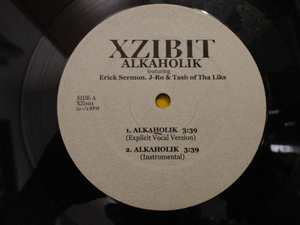 XZIBIT
ALKAHOLIK
featuring
Erick Sermon, J-Ro & Tash of Tha Liks
SIDE A
XZ001
33 1/3 RPM
1. ALKAHOLIK 3:39
(Explicit Vocal Version)
2. ALKAHOLIK 3:39
(Instrumental)